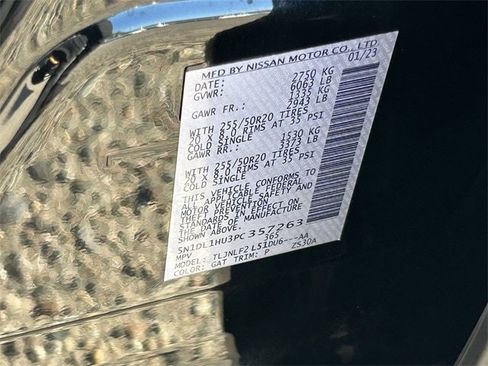 MFD BY NISSAN MOTOR CO., LTD
DATE: 01/23
GVWR: 2750 KG
6063 LB
GAWR FR.: 1335 KG
2943 LB
WITH 255/50R20 TIRES
20 X 8.0 RIMS AT 35 PSI
COLD SINGLE
GAWR RR.: 1530 KG
3373 LB
WITH 255/50R20 TIRES
20 X 8.0 RIMS AT 35 PSI
COLD SINGLE
THIS VEHICLE CONFORMS TO
ALL APPLICABLE FEDERAL
MOTOR VEHICLE SAFETY AND
THEFT PREVENTION
STANDARDS IN EFFECT ON
THE DATE OF MANUFACTURE
5N1DL1HU3PC357263
MPV 365
MODEL: TLJNLF2 L51DU6---AA
COLOR: GAT TRIM: P ZS30A